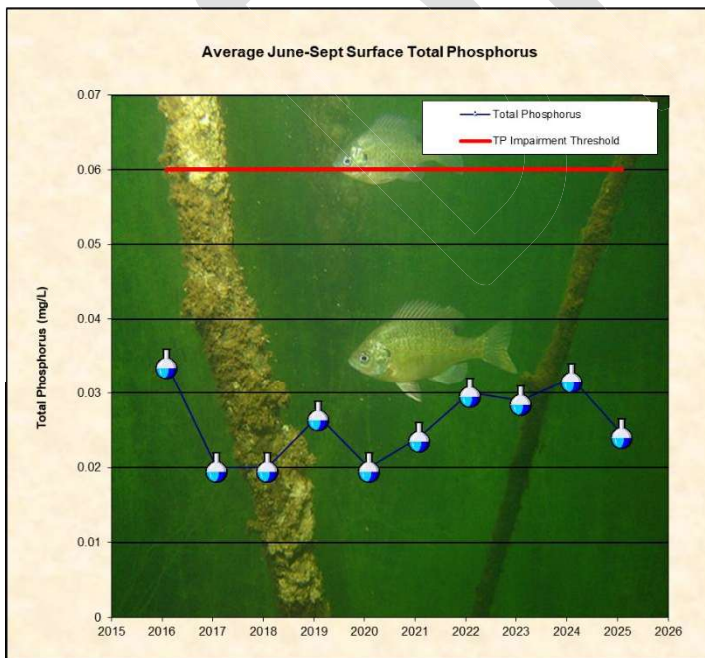 Average June-Sept Surface Total Phosphorus
Total Phosphorus
TP Impairment Threshold
Total Phosphorus (mg/L)
0.07
0.06
0.05
0.04
0.03
0.02
0.01
0
2015 2016 2017 2018 2019 2020 2021 2022 2023 2024 2025 2026